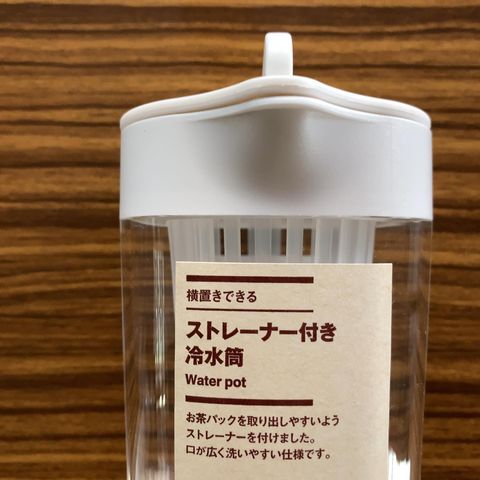 横置きできる
ストレーナー付き
冷水筒
Water pot
お茶パックを取り出しやすいよう
ストレーナーを付けました。
口が広く洗いやすい仕様です。